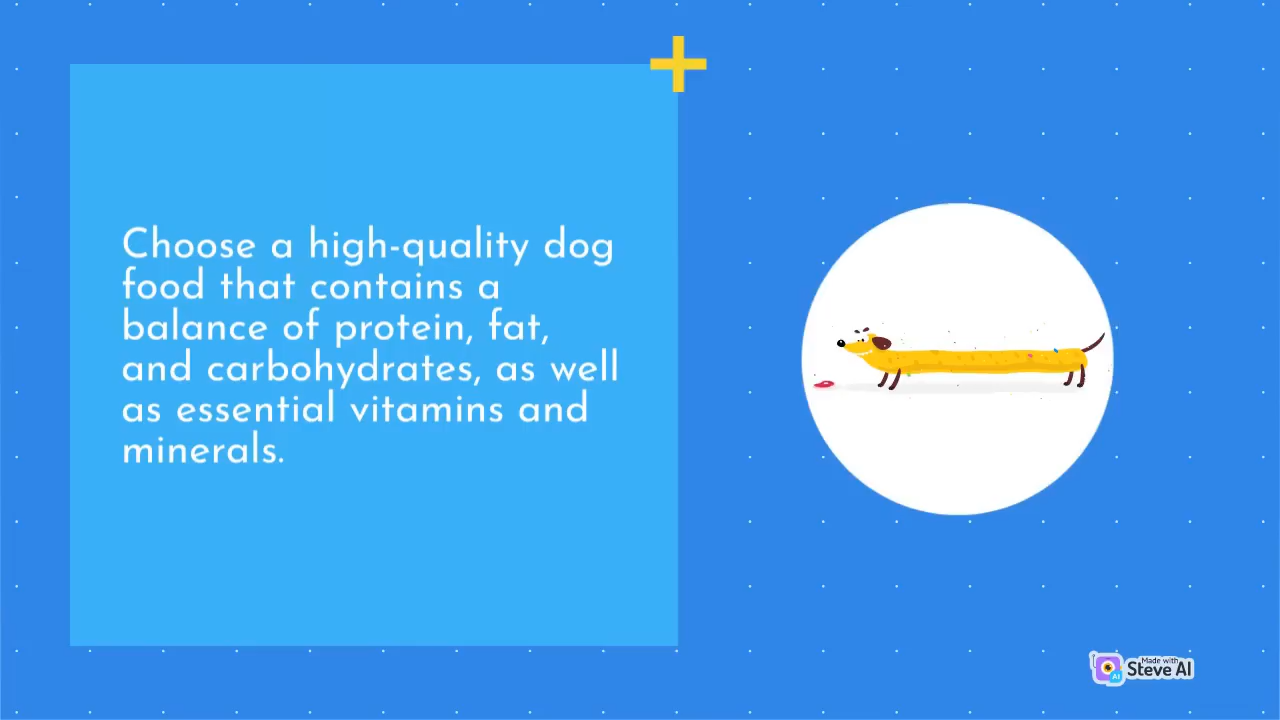 Choose a high-quality dog
food that contains a
balance of protein, fat,
and carbohydrates, as well
as essential vitamins and
minerals.
Made with
Steve AI
AI